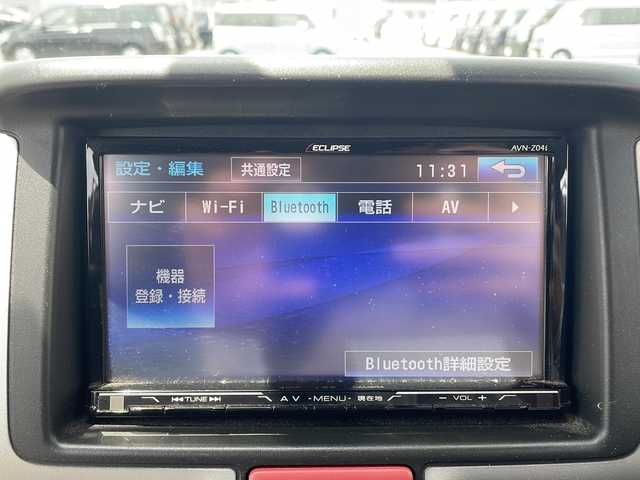 ECLIPSE AVN-Z04i
設定・編集 共通設定 11:31
ナビ Wi-Fi Bluetooth 電話 AV
機器
登録・接続
Bluetooth詳細設定
TUNE AV -MENU- 現在地 − VOL +